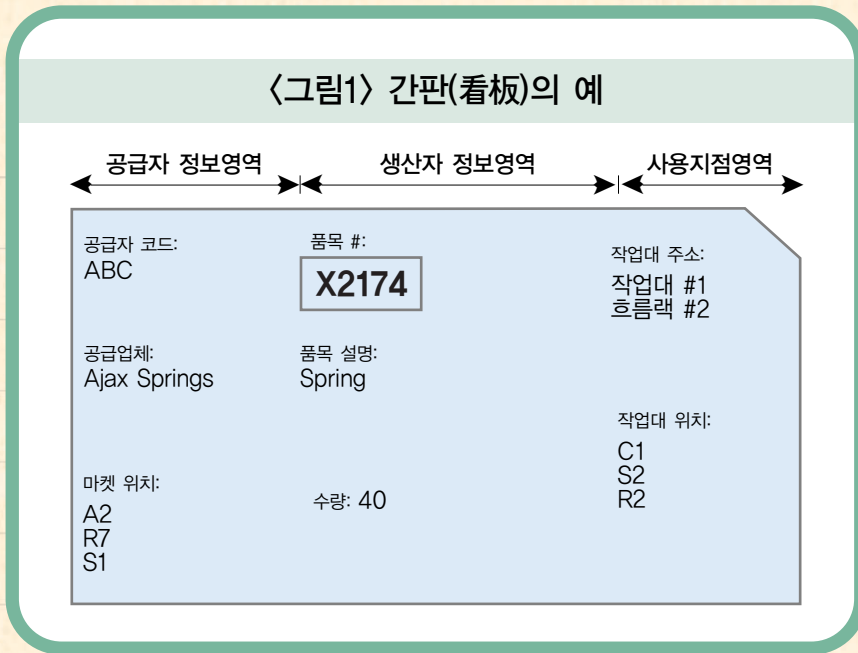 〈그림1〉 간판(看板)의 예
공급자 정보영역
생산자 정보영역
사용지점영역
공급자 코드:
ABC
공급업체:
Ajax Springs
마켓 위치:
A2
R7
S1
품목 #:
X2174
품목 설명:
Spring
수량: 40
작업대 주소:
작업대 #1
흐름랙 #2
작업대 위치:
C1
S2
R2